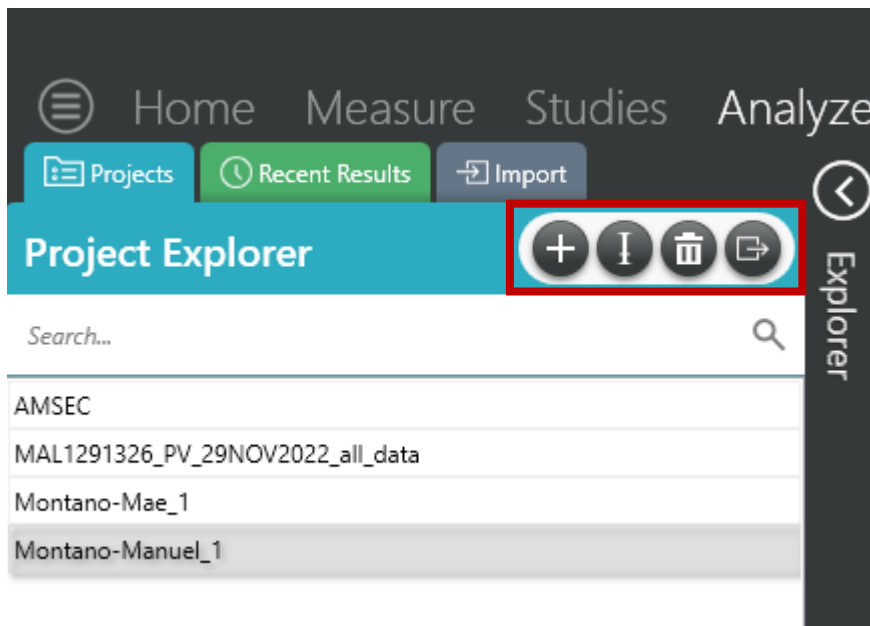 Home Measure Studies Analyze
Projects Recent Results Import
Project Explorer
Explorer
Search...
AMSEC
MAL1291326_PV_29NOV2022_all_data
Montano-Mae_1
Montano-Manuel_1